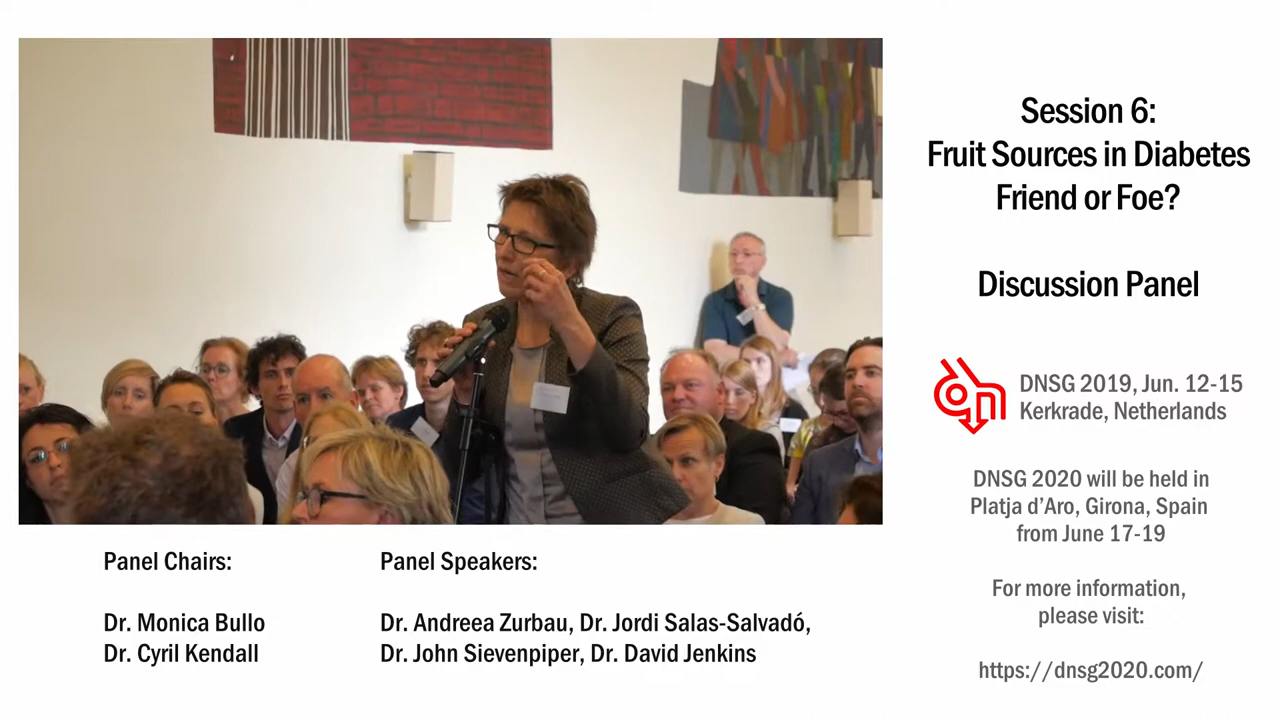 Session 6:
Fruit Sources in Diabetes
Friend or Foe?
Discussion Panel
DNSG 2019, Jun. 12-15
Kerkrade, Netherlands
DNSG 2020 will be held in
Platja d'Aro, Girona, Spain
from June 17-19
For more information,
please visit:
https://dnsg2020.com/
Panel Chairs:
Dr. Monica Bullo
Dr. Cyril Kendall
Panel Speakers:
Dr. Andreea Zurbau, Dr. Jordi Salas-Salvadó,
Dr. John Sievenpiper, Dr. David Jenkins